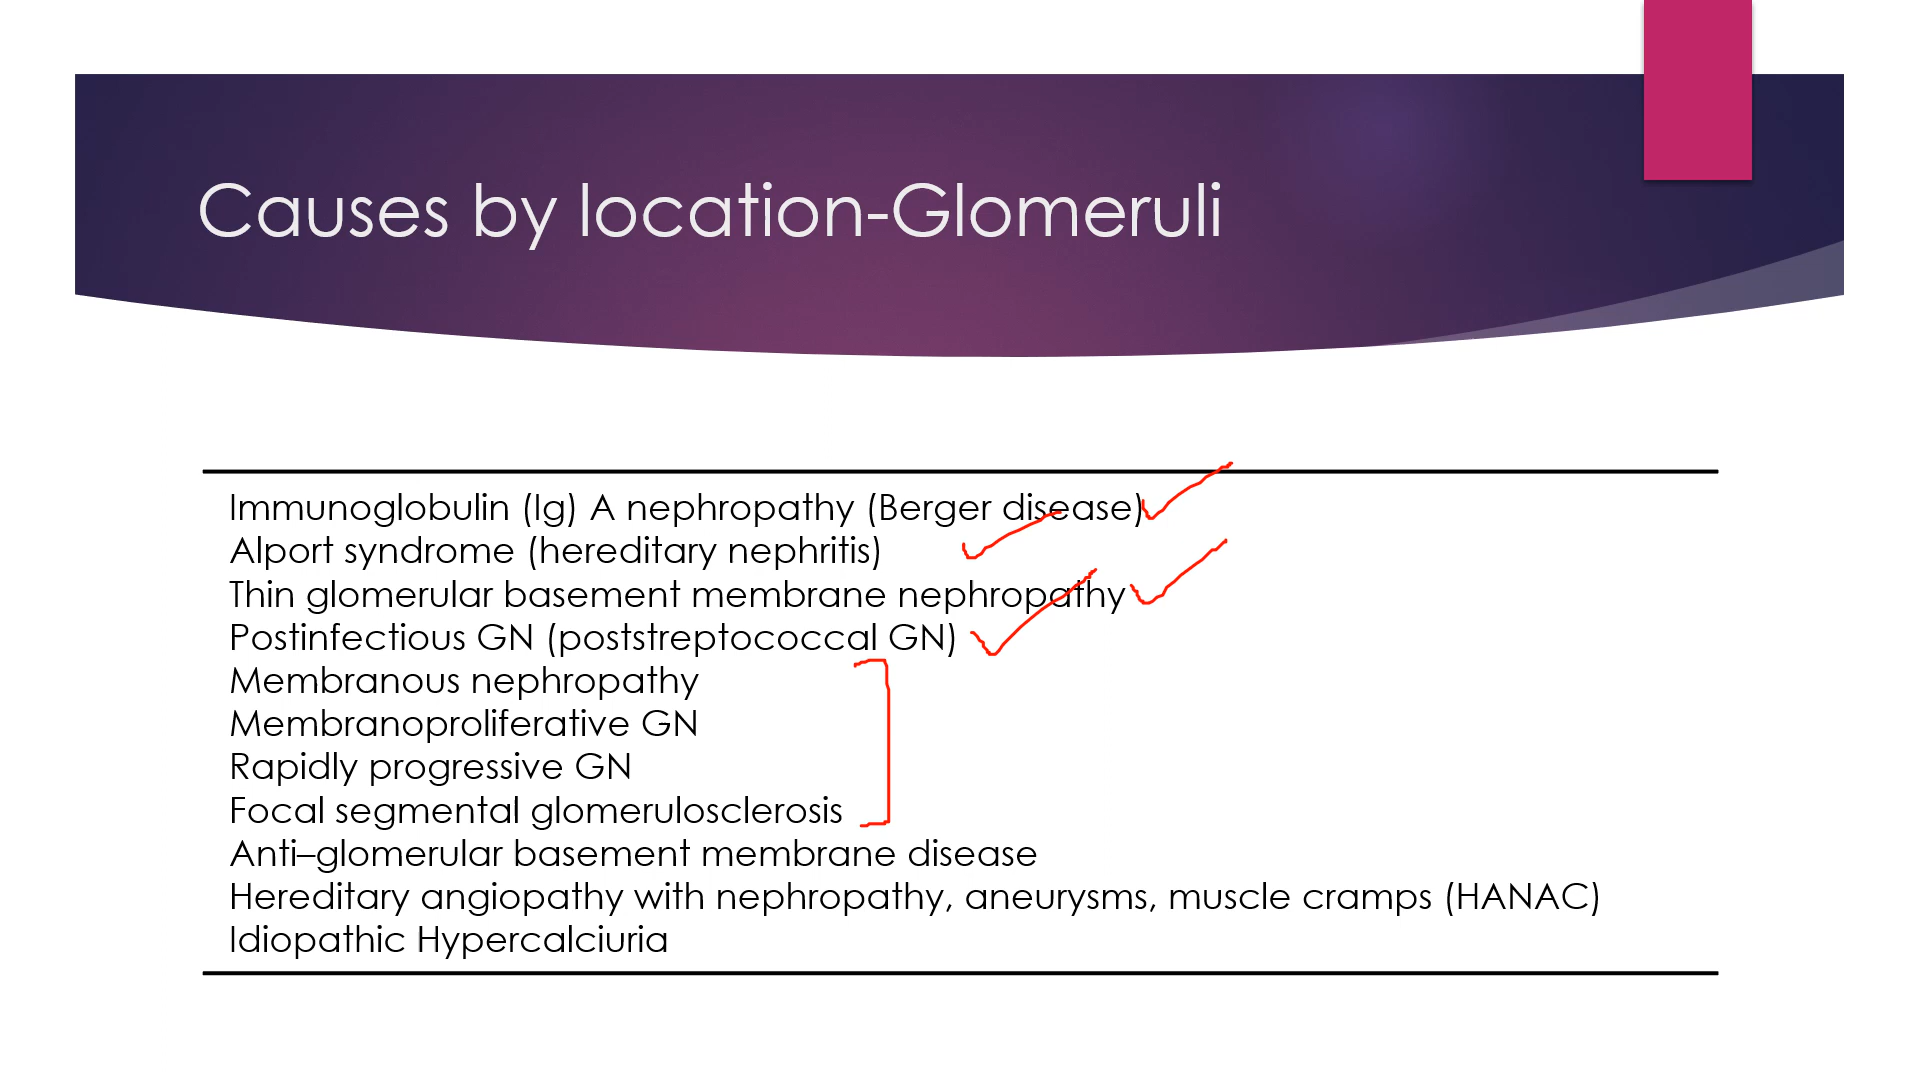 Causes by location-Glomeruli
Immunoglobulin (Ig) A nephropathy (Berger disease)
Alport syndrome (hereditary nephritis)
Thin glomerular basement membrane nephropathy
Postinfectious GN (poststreptococcal GN)
Membranous nephropathy
Membranoproliferative GN
Rapidly progressive GN
Focal segmental glomerulosclerosis
Anti–glomerular basement membrane disease
Hereditary angiopathy with nephropathy, aneurysms, muscle cramps (HANAC)
Idiopathic Hypercalciuria